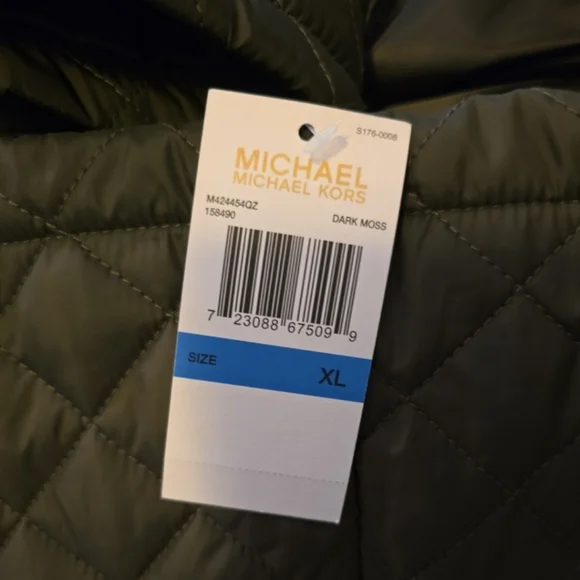 S176-0008
MICHAEL
MICHAEL KORS
M424454QZ
158490 DARK MOSS
7 23088 67509 9
SIZE XL